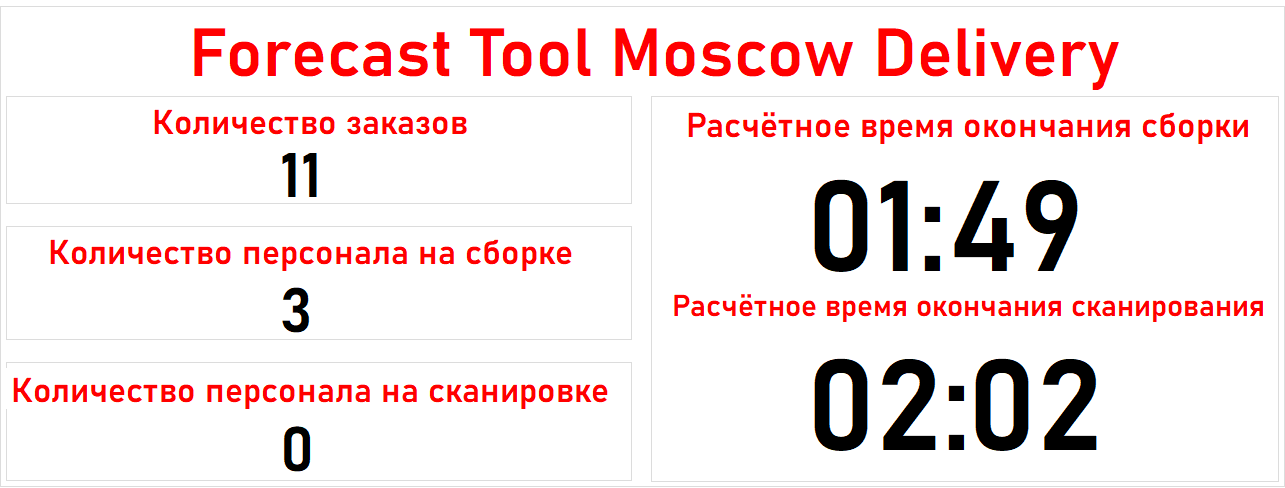 Forecast Tool Moscow Delivery
Количество заказов
11
Количество персонала на сборке
3
Количество персонала на сканировке
0
Расчётное время окончания сборки
01:49
Расчётное время окончания сканирования
02:02